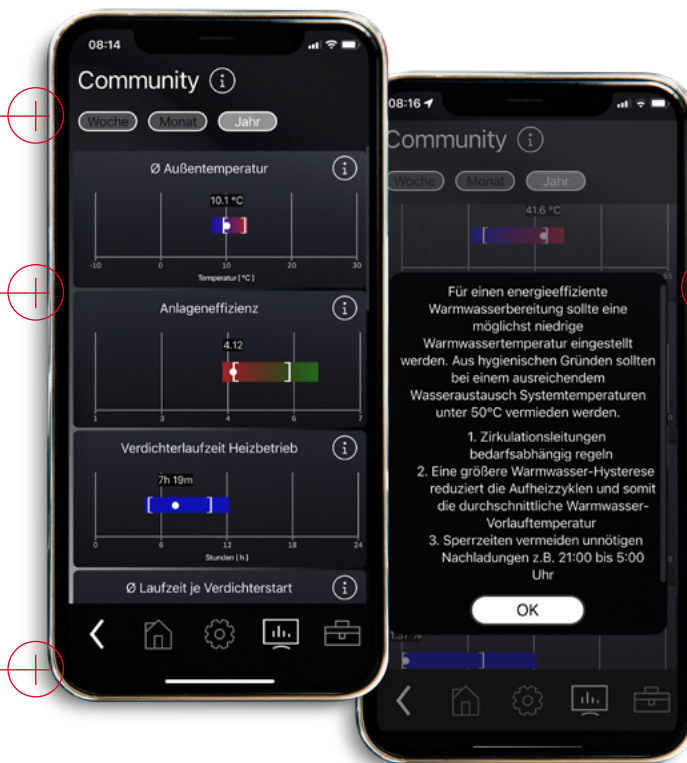 08:14
Community
Woche Monat Jahr
Ø Außentemperatur
10.1 °C
-10 0 10 20 30
Temperatur [ °C]
Anlageneffizienz
4.12
1 3 4 6 7
Verdichterlaufzeit Heizbetrieb
7h 19m
0 6 12 18 24
Stunden [ h ]
Ø Laufzeit je Verdichterstart
08:16
Community
Woche Monat Jahr
41.6 °C
65
Für einen energieeffiziente
Warmwasserbereitung sollte eine
möglichst niedrige
Warmwassertemperatur eingestellt
werden. Aus hygienischen Gründen sollten
bei einem ausreichendem
Wasseraustausch Systemtemperaturen
unter 50°C vermieden werden.
1. Zirkulationsleitungen
bedarfsabhängig regeln
2. Eine größere Warmwasser-Hysterese
reduziert die Aufheizzyklen und somit
die durchschnittliche Warmwasser-
Vorlauftemperatur
3. Sperrzeiten vermeiden unnötigen
Nachladungen z.B. 21:00 bis 5:00
Uhr
OK